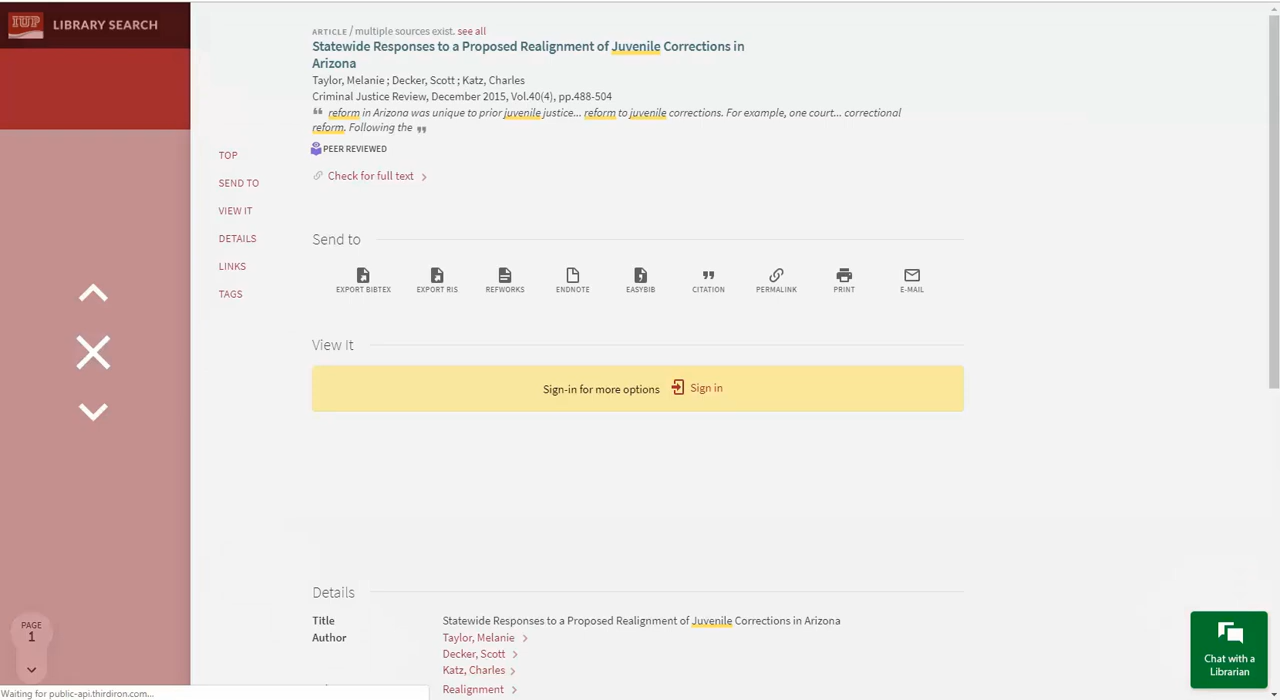 IUP LIBRARY SEARCH
ARTICLE / multiple sources exist. see all
Statewide Responses to a Proposed Realignment of Juvenile Corrections in
Arizona
Taylor, Melanie ; Decker, Scott ; Katz, Charles
Criminal Justice Review, December 2015, Vol.40(4), pp.488-504
❝ reform in Arizona was unique to prior juvenile justice... reform to juvenile corrections. For example, one court... correctional
reform. Following the ❞
PEER REVIEWED
Check for full text
TOP
SEND TO
VIEW IT
DETAILS
LINKS
TAGS
Send to
EXPORT BIBTEX EXPORT RIS REFWORKS ENDNOTE EASYBIB CITATION PERMALINK PRINT E-MAIL
View It
Sign-in for more options Sign in
Details
Title Statewide Responses to a Proposed Realignment of Juvenile Corrections in Arizona
Author Taylor, Melanie
Decker, Scott
Katz, Charles
Realignment
PAGE
1
Chat with a
Librarian
Waiting for public-api.thirdiron.com...